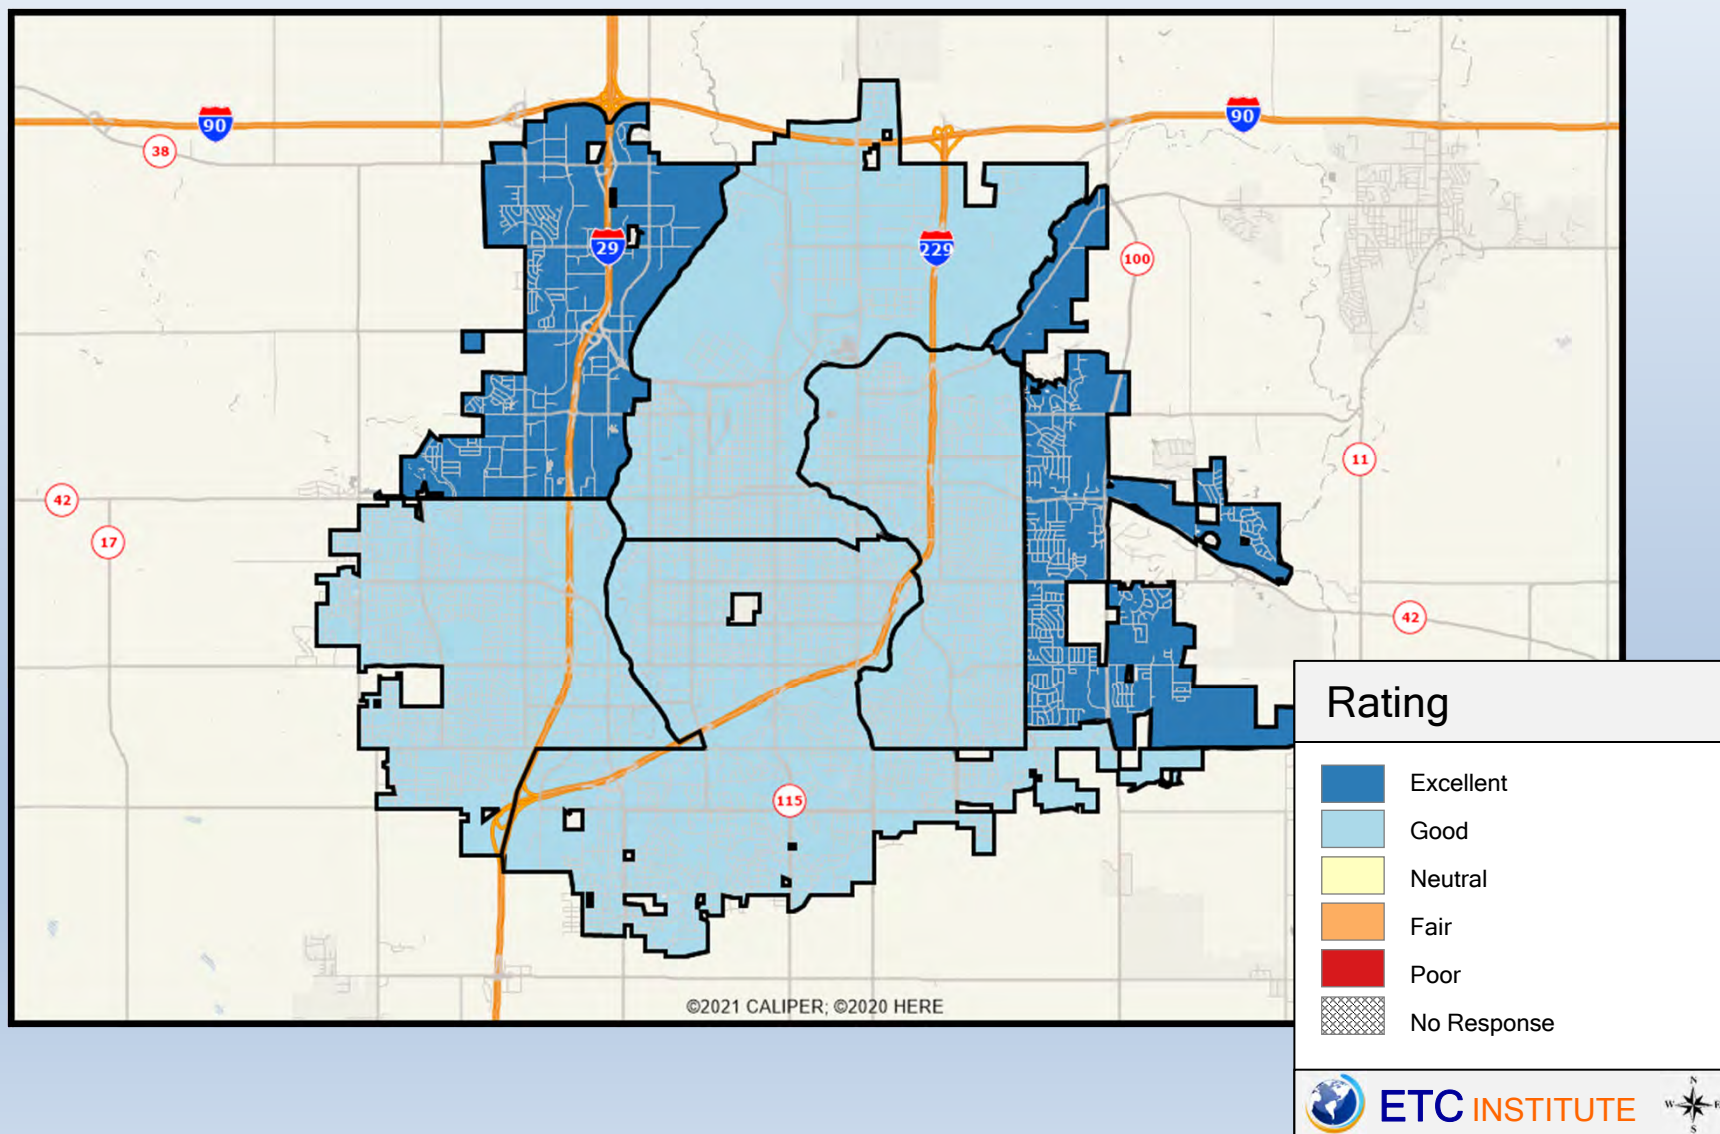 90
90
38
29
229
100
11
42
17
42
115
©2021 CALIPER; ©2020 HERE
Rating
Excellent
Good
Neutral
Fair
Poor
No Response
ETC INSTITUTE
N
W E
S